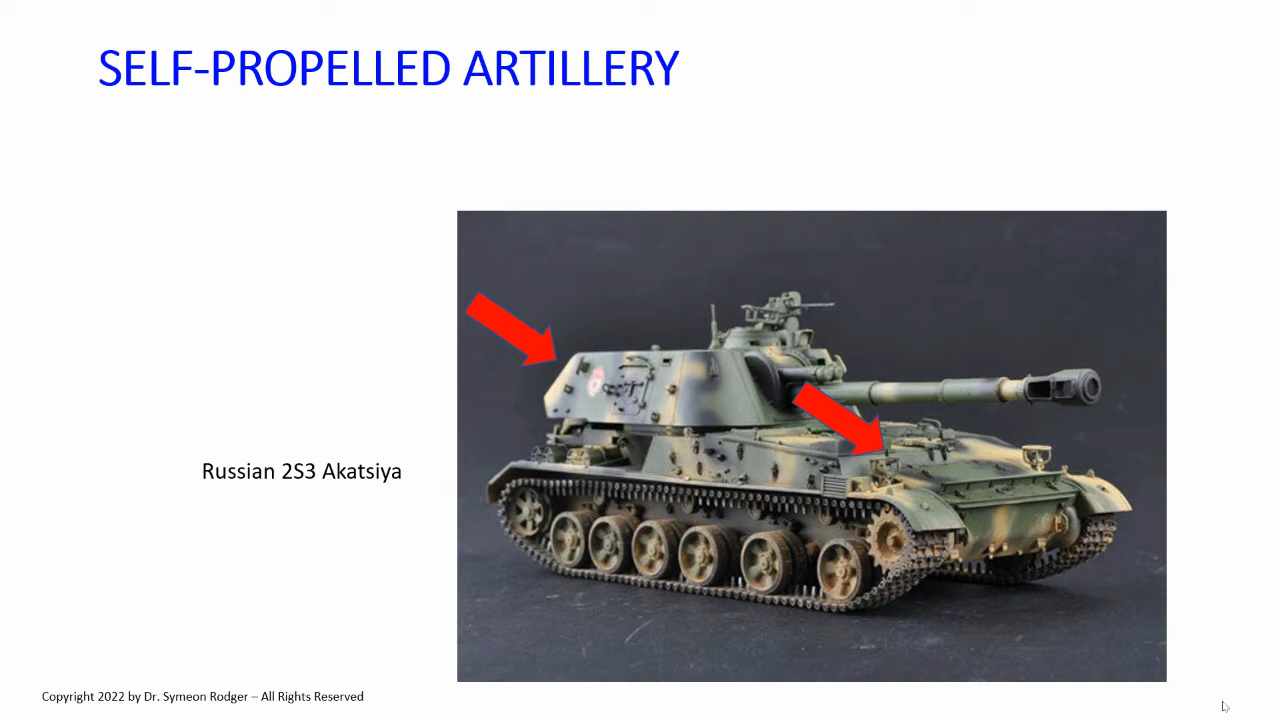 SELF-PROPELLED ARTILLERY
Russian 2S3 Akatsiya
Copyright 2022 by Dr. Symeon Rodger – All Rights Reserved